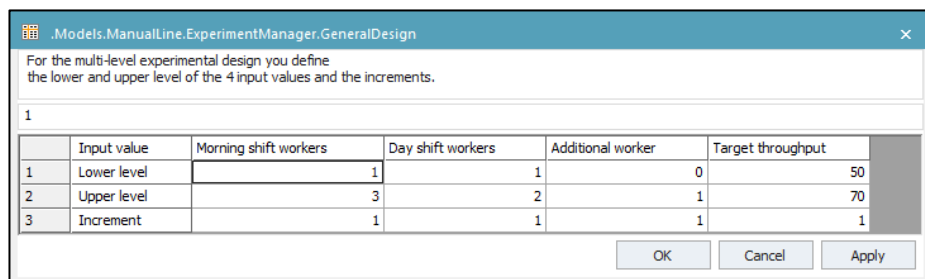 .Models.ManualLine.ExperimentManager.GeneralDesign
For the multi-level experimental design you define
the lower and upper level of the 4 input values and the increments.
1
Input value Morning shift workers Day shift workers Additional worker Target throughput
1 Lower level 1 1 0 50
2 Upper level 3 2 1 70
3 Increment 1 1 1 1
OK Cancel Apply